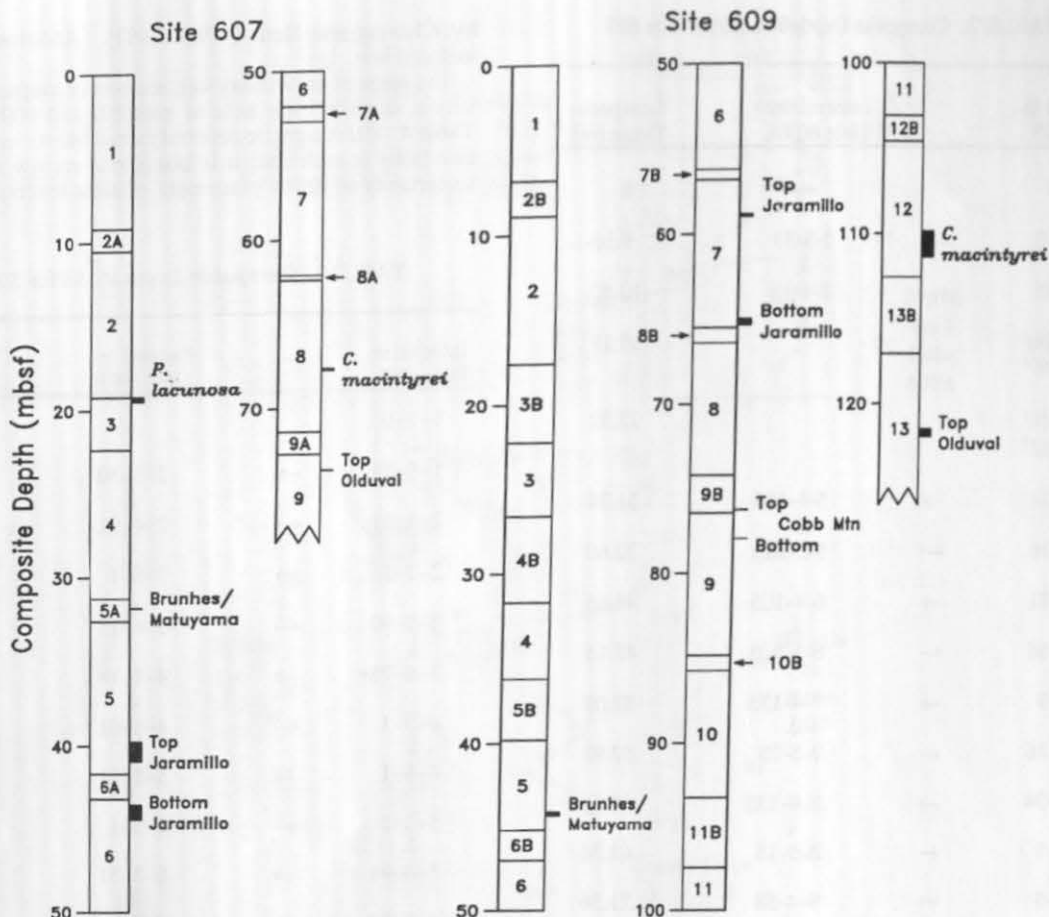 Site 607
Site 609
Composite Depth (mbsf)
0
10
20
30
40
50
1
2A
2
3
4
5A
5
6A
6
P.
lacunosa
Brunhes/
Matuyama
Top
Jaramillo
Bottom
Jaramillo
50
60
70
6
7
8
9A
9
7A
8A
C.
macintyrei
Top
Olduvai
0
10
20
30
40
50
1
2B
2
3B
3
4B
4
5B
5
6B
6
Brunhes/
Matuyama
50
60
70
80
90
100
6
7B
7
8B
8
9B
9
10B
10
11B
11
Top
Jaramillo
Bottom
Jaramillo
Top
Cobb Mtn
Bottom
100
110
120
11
12B
12
13B
13
C.
macintyrei
Top
Olduvai